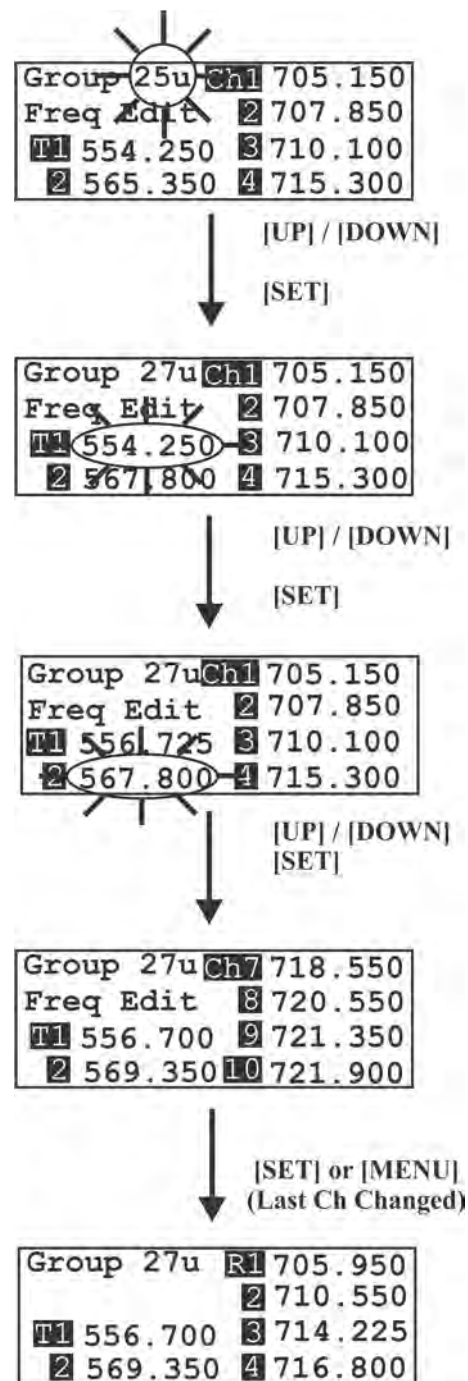 Group 25u Ch1 705.150
Freq Edit 2 707.850
T1 554.250 3 710.100
2 565.350 4 715.300
[UP] / [DOWN]
[SET]
Group 27u Ch1 705.150
Freq Edit 2 707.850
T1 554.250 3 710.100
2 567.800 4 715.300
[UP] / [DOWN]
[SET]
Group 27u Ch1 705.150
Freq Edit 2 707.850
T1 556.725 3 710.100
2 567.800 4 715.300
[UP] / [DOWN]
[SET]
Group 27u Ch7 718.550
Freq Edit 8 720.550
T1 556.700 9 721.350
2 569.350 10 721.900
[SET] or [MENU]
(Last Ch Changed)
Group 27u R1 705.950
2 710.550
T1 556.700 3 714.225
2 569.350 4 716.800